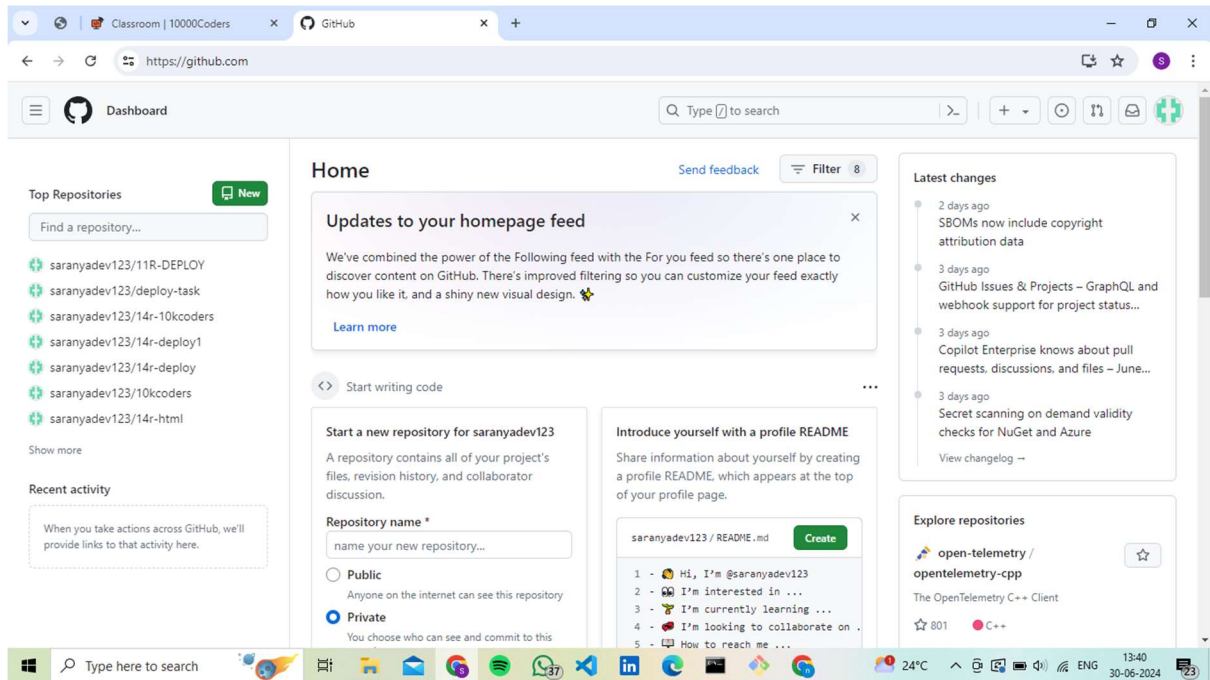 Classroom | 10000Coders
GitHub
https://github.com
Dashboard
Type / to search
Top Repositories
New
Find a repository...
saranyadev123/11R-DEPLOY
saranyadev123/deploy-task
saranyadev123/14r-10kcoders
saranyadev123/14r-deploy1
saranyadev123/14r-deploy
saranyadev123/10kcoders
saranyadev123/14r-html
Show more
Recent activity
When you take actions across GitHub, we'll
provide links to that activity here.
Home
Send feedback
Filter 8
Updates to your homepage feed
We've combined the power of the Following feed with the For you feed so there's one place to
discover content on GitHub. There's improved filtering so you can customize your feed exactly
how you like it, and a shiny new visual design. ✨
Learn more
<> Start writing code
...
Start a new repository for saranyadev123
A repository contains all of your project's
files, revision history, and collaborator
discussion.
Repository name *
name your new repository...
Public
Anyone on the internet can see this repository
Private
You choose who can see and commit to this
Introduce yourself with a profile README
Share information about yourself by creating
a profile README, which appears at the top
of your profile page.
saranyadev123 / README.md
Create
1 - 👋 Hi, I'm @saranyadev123
2 - 👀 I'm interested in ...
3 - 🌱 I'm currently learning ...
4 - 💞️ I'm looking to collaborate on .
5 - 📫 How to reach me ...
Latest changes
2 days ago
SBOMs now include copyright
attribution data
3 days ago
GitHub Issues & Projects – GraphQL and
webhook support for project status...
3 days ago
Copilot Enterprise knows about pull
requests, discussions, and files – June...
3 days ago
Secret scanning on demand validity
checks for NuGet and Azure
View changelog →
Explore repositories
open-telemetry /
opentelemetry-cpp
The OpenTelemetry C++ Client
801
C++
Type here to search
37
24°C
ENG
13:40
30-06-2024
23